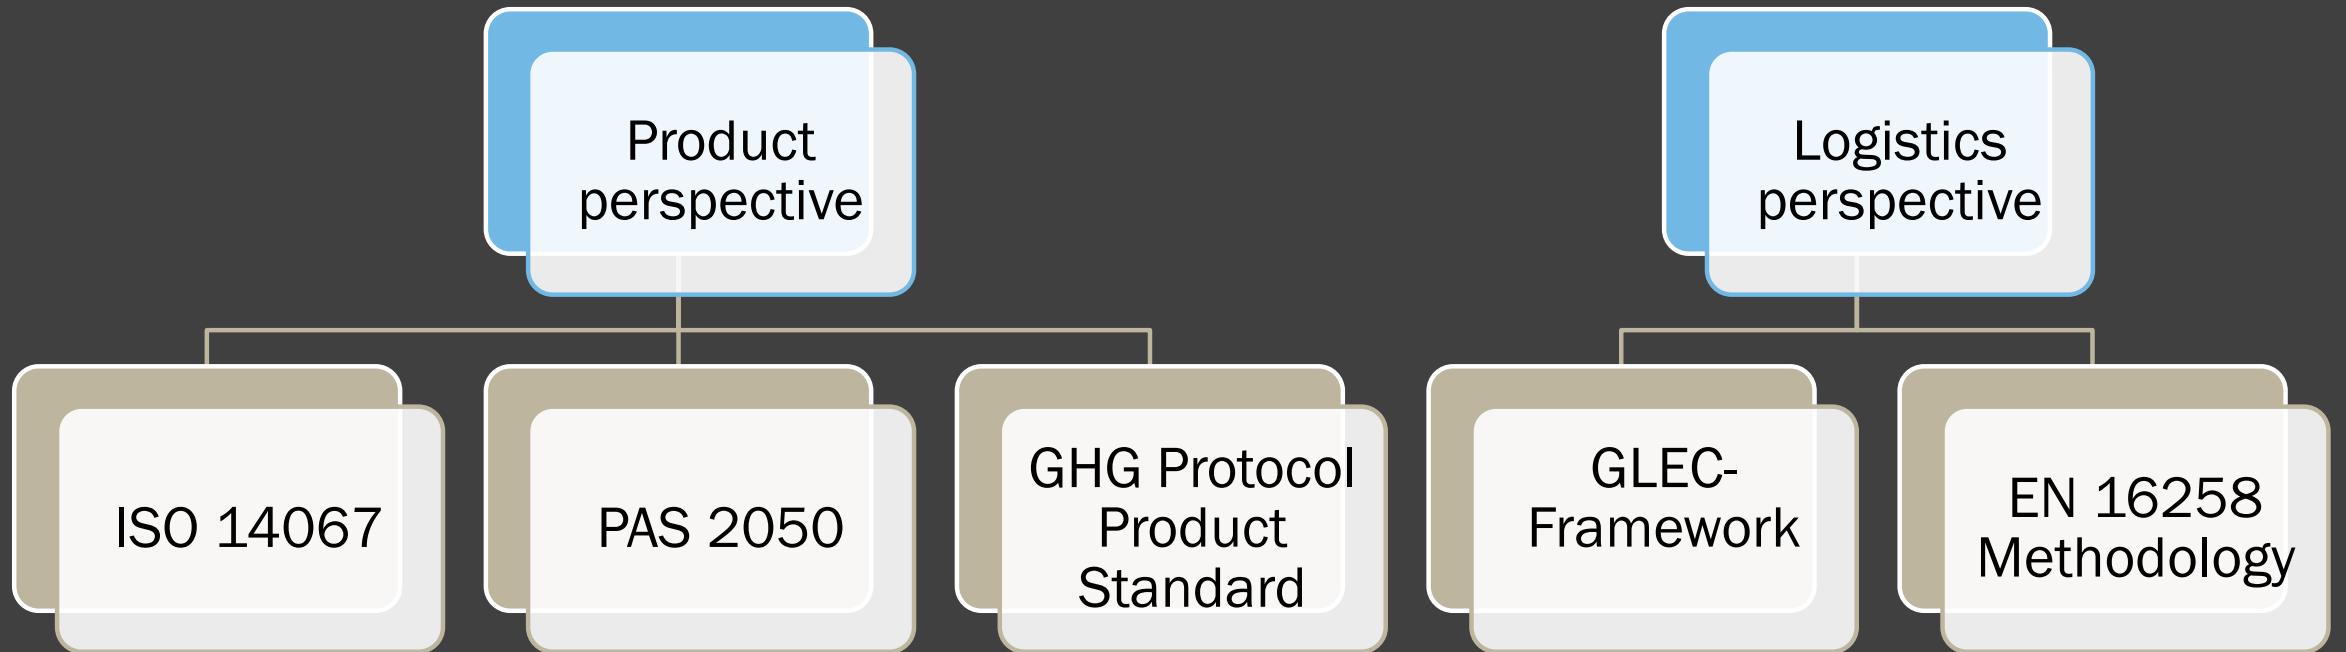 Product
perspective
Logistics
perspective
ISO 14067
PAS 2050
GHG Protocol
Product
Standard
GLEC-
Framework
EN 16258
Methodology